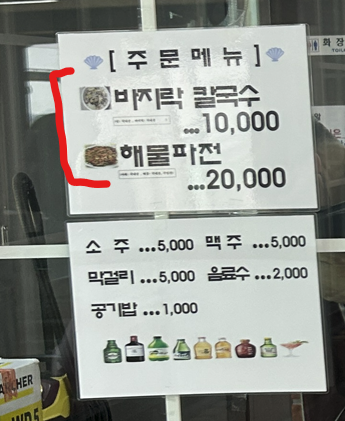 [ 주 문 메 뉴 ]
바지락 칼국수
...10,000
해물파전
...20,000
소 주 ...5,000 맥 주 ...5,000
막걸리 ...5,000 음료수 ...2,000
공기밥 ...1,000
화장